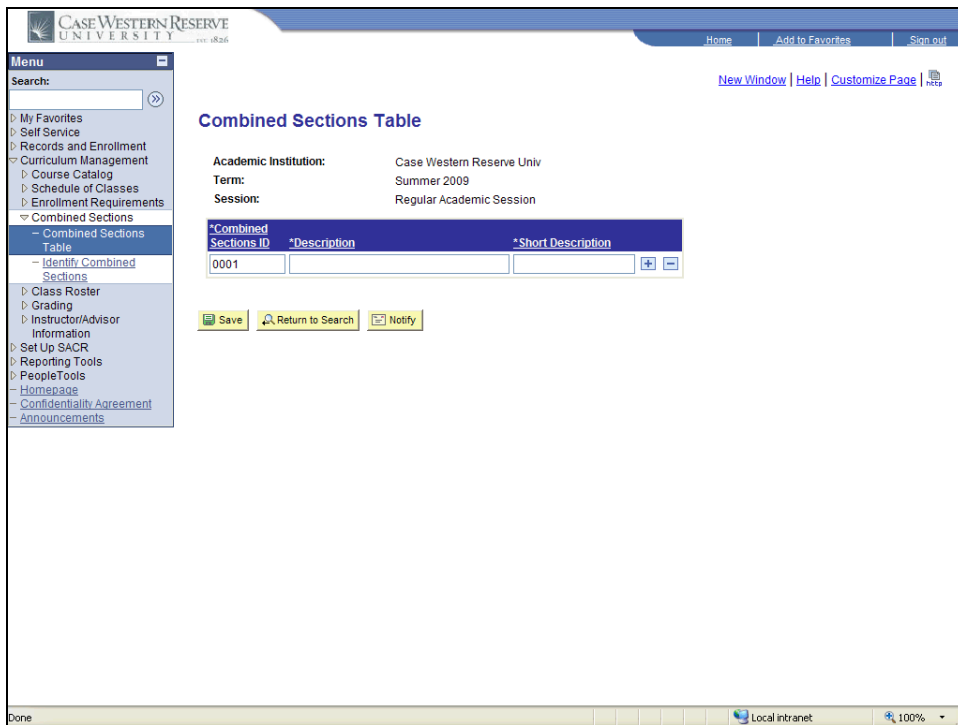 CASE WESTERN RESERVE
UNIVERSITY EST. 1826
Home Add to Favorites Sign out
Menu
Search:
New Window | Help | Customize Page | http
My Favorites
Self Service
Records and Enrollment
Curriculum Management
Course Catalog
Schedule of Classes
Enrollment Requirements
Combined Sections
– Combined Sections
Table
– Identify Combined
Sections
Class Roster
Grading
Instructor/Advisor
Information
Set Up SACR
Reporting Tools
PeopleTools
– Homepage
– Confidentiality Agreement
– Announcements
Combined Sections Table
Academic Institution: Case Western Reserve Univ
Term: Summer 2009
Session: Regular Academic Session
*Combined
Sections ID *Description *Short Description
0001
Save Return to Search Notify
Done Local intranet 100%